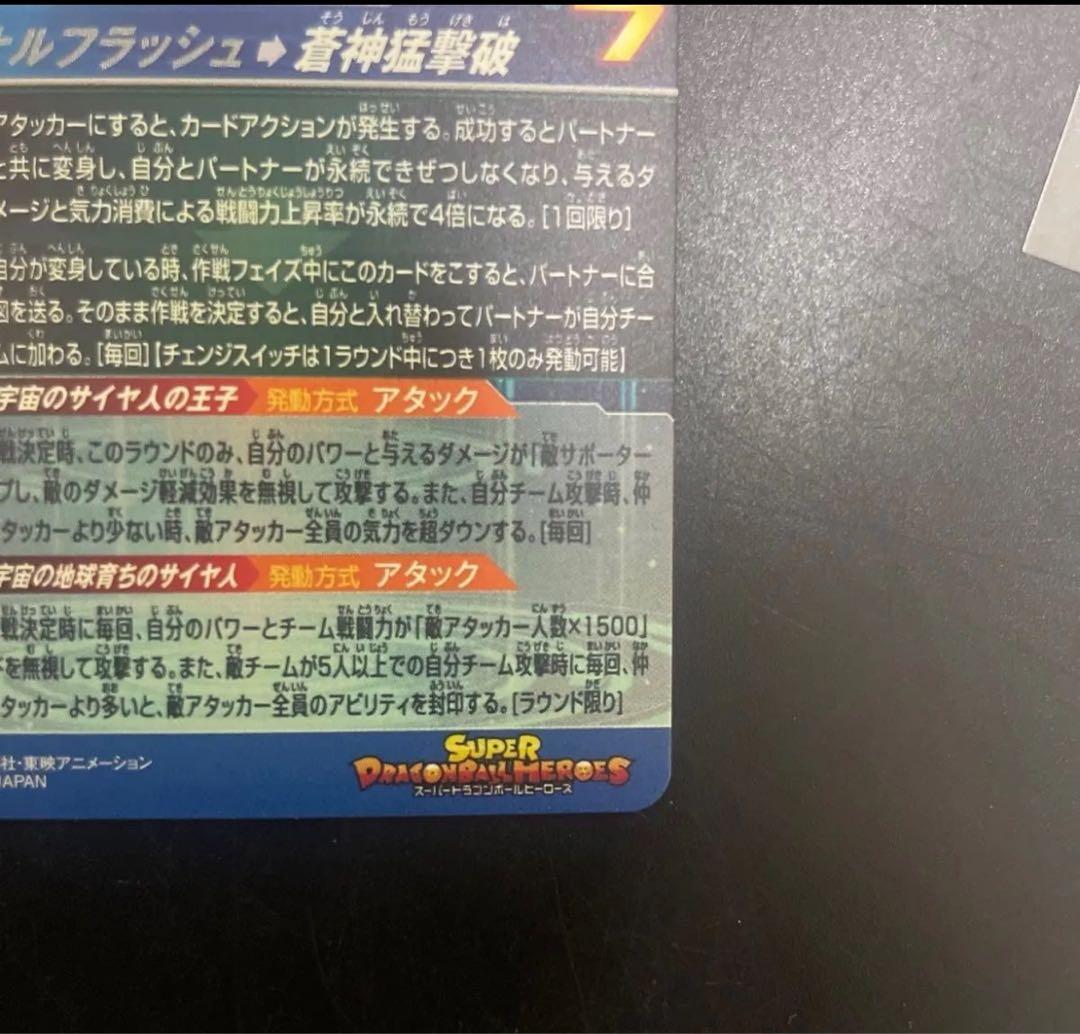 ナルフラッシュ➡蒼神猛撃破
アタッカーにすると、カードアクションが発生する。成功するとパートナー
と共に変身し、自分とパートナーが永続できぜつしなくなり、与えるダ
メージと気力消費による戦闘力上昇率が永続で4倍になる。[1回限り]
自分が変身している時、作戦フェイズ中にこのカードをこすると、パートナーに合
図を送る。そのまま作戦を決定すると、自分と入れ替わってパートナーが自分チー
ムに加わる。[毎回]【チェンジスイッチは1ラウンド中につき1枚のみ発動可能】
宇宙のサイヤ人の王子 発動方式 アタック
戦決定時、このラウンドのみ、自分のパワーと与えるダメージが「敵サポーター
プし、敵のダメージ軽減効果を無視して攻撃する。また、自分チーム攻撃時、仲
タッカーより少ない時、敵アタッカー全員の気力を超ダウンする。[毎回]
宇宙の地球育ちのサイヤ人 発動方式 アタック
戦決定時に毎回、自分のパワーとチーム戦闘力が「敵アタッカー人数×1500」
を無視して攻撃する。また、敵チームが5人以上での自分チーム攻撃時に毎回、仲
タッカーより多いと、敵アタッカー全員のアビリティを封印する。[ラウンド限り]
社・東映アニメーション
JAPAN
SUPER
DRAGONBALL HEROES
スーパードラゴンボールヒーローズ